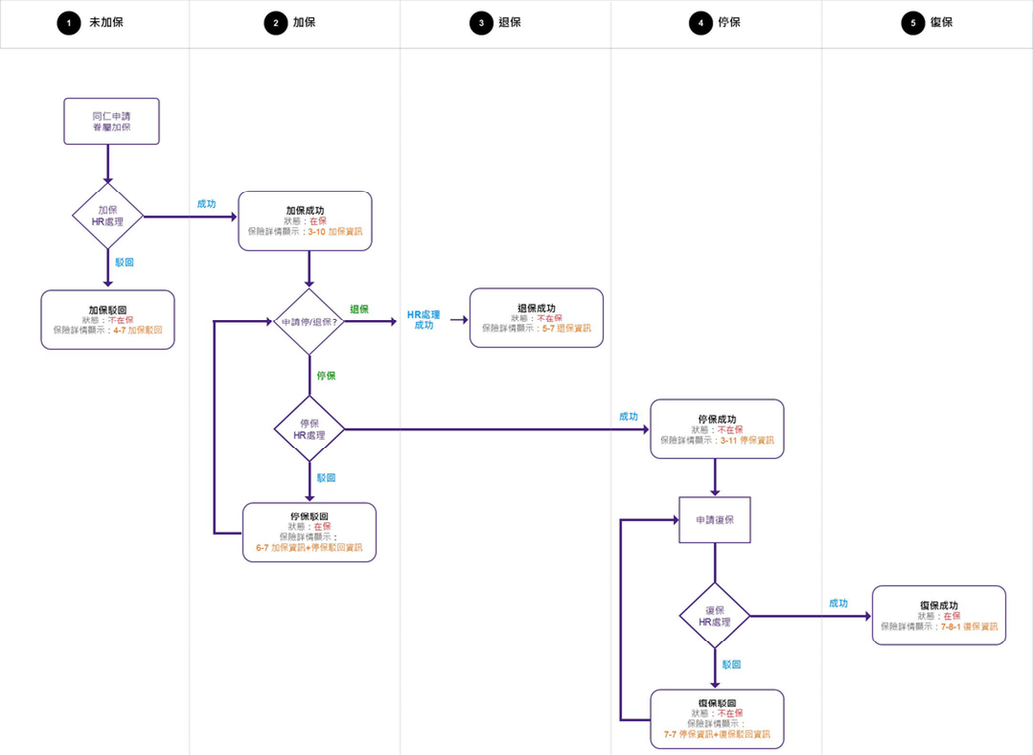 1 未加保
2 加保
3 退保
4 停保
5 復保
同仁申請
眷屬加保
加保
HR處理
成功
駁回
加保駁回
狀態：不在保
保險詳情顯示：4-7 加保駁回
加保成功
狀態：在保
保險詳情顯示：3-10 加保資訊
申請停/退保?
退保
HR處理
成功
退保成功
狀態：不在保
保險詳情顯示：5-7 退保資訊
停保
停保
HR處理
成功
駁回
停保駁回
狀態：在保
保險詳情顯示：
6-7 加保資訊+停保駁回資訊
停保成功
狀態：不在保
保險詳情顯示：3-11 停保資訊
申請復保
復保
HR處理
成功
駁回
復保成功
狀態：在保
保險詳情顯示：7-8-1 復保資訊
復保駁回
狀態：不在保
保險詳情顯示：
7-7 停保資訊+復保駁回資訊